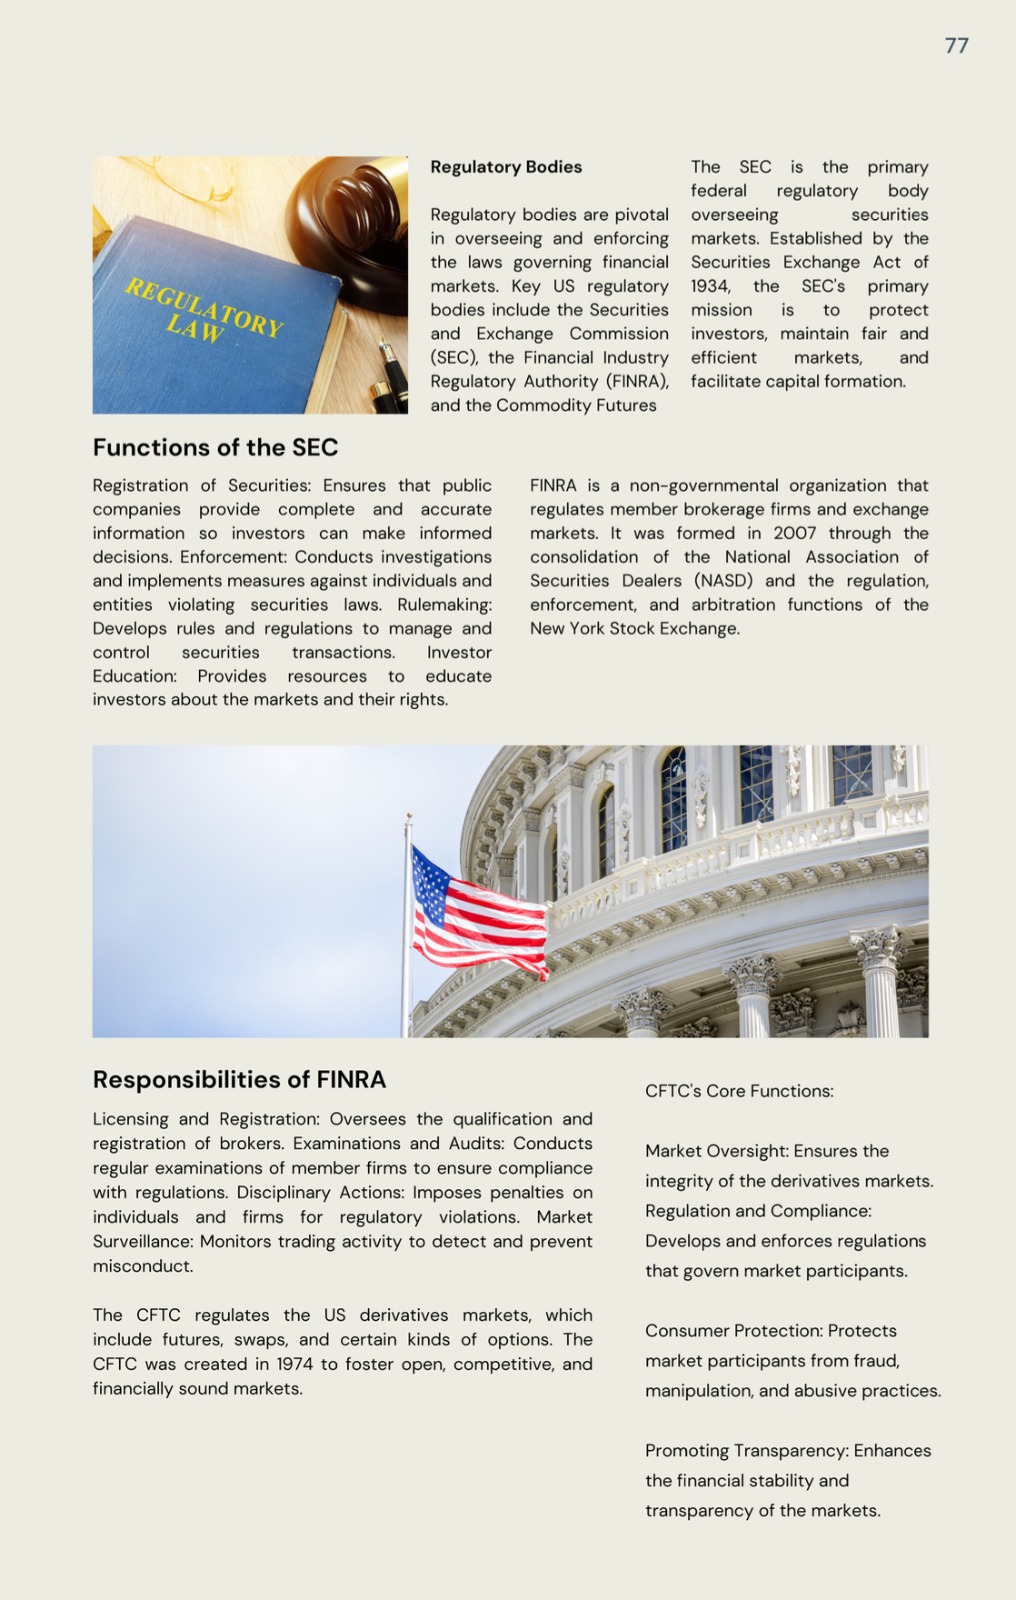 77
REGULATORY
LAW
Regulatory Bodies
Regulatory bodies are pivotal
in overseeing and enforcing
the laws governing financial
markets. Key US regulatory
bodies include the Securities
and Exchange Commission
(SEC), the Financial Industry
Regulatory Authority (FINRA),
and the Commodity Futures
The SEC is the primary
federal regulatory body
overseeing securities
markets. Established by the
Securities Exchange Act of
1934, the SEC's primary
mission is to protect
investors, maintain fair and
efficient markets, and
facilitate capital formation.
Functions of the SEC
Registration of Securities: Ensures that public
companies provide complete and accurate
information so investors can make informed
decisions. Enforcement: Conducts investigations
and implements measures against individuals and
entities violating securities laws. Rulemaking:
Develops rules and regulations to manage and
control securities transactions. Investor
Education: Provides resources to educate
investors about the markets and their rights.
FINRA is a non-governmental organization that
regulates member brokerage firms and exchange
markets. It was formed in 2007 through the
consolidation of the National Association of
Securities Dealers (NASD) and the regulation,
enforcement, and arbitration functions of the
New York Stock Exchange.
Responsibilities of FINRA
Licensing and Registration: Oversees the qualification and
registration of brokers. Examinations and Audits: Conducts
regular examinations of member firms to ensure compliance
with regulations. Disciplinary Actions: Imposes penalties on
individuals and firms for regulatory violations. Market
Surveillance: Monitors trading activity to detect and prevent
misconduct.
The CFTC regulates the US derivatives markets, which
include futures, swaps, and certain kinds of options. The
CFTC was created in 1974 to foster open, competitive, and
financially sound markets.
CFTC's Core Functions:
Market Oversight: Ensures the
integrity of the derivatives markets.
Regulation and Compliance:
Develops and enforces regulations
that govern market participants.
Consumer Protection: Protects
market participants from fraud,
manipulation, and abusive practices.
Promoting Transparency: Enhances
the financial stability and
transparency of the markets.